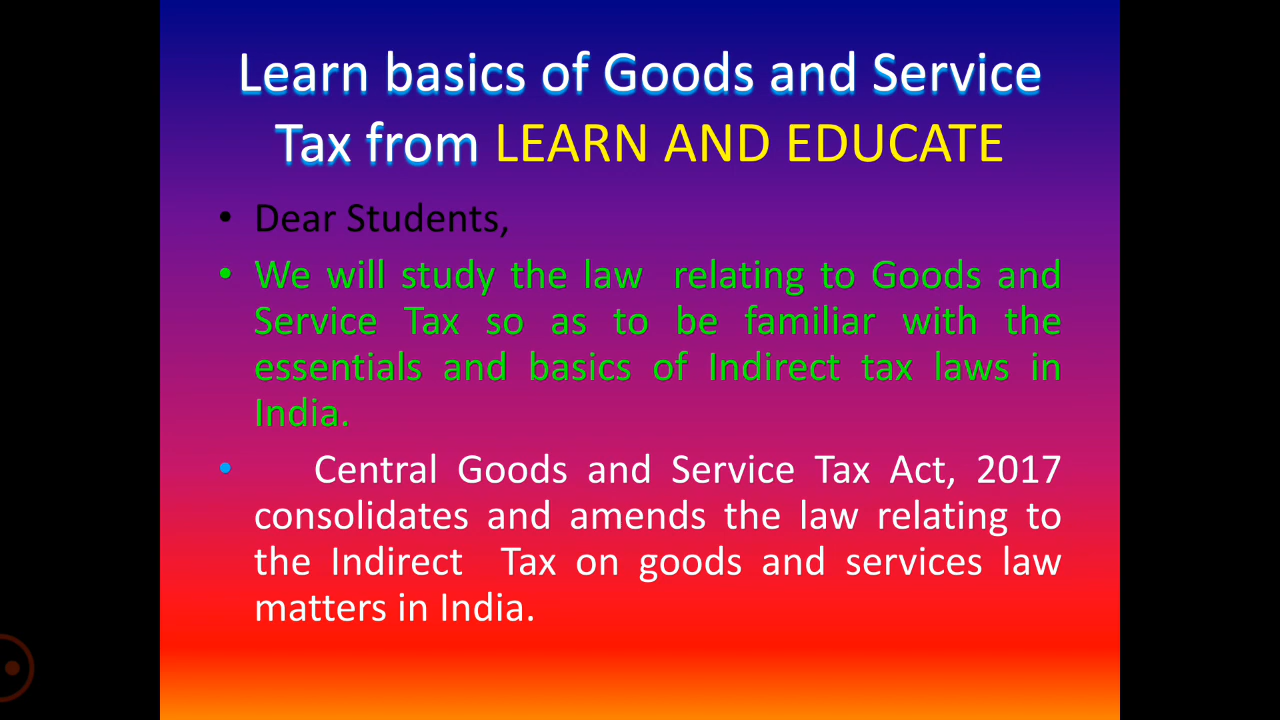 Learn basics of Goods and Service
Tax from LEARN AND EDUCATE
• Dear Students,
• We will study the law relating to Goods and
Service Tax so as to be familiar with the
essentials and basics of Indirect tax laws in
India.
• Central Goods and Service Tax Act, 2017
consolidates and amends the law relating to
the Indirect Tax on goods and services law
matters in India.